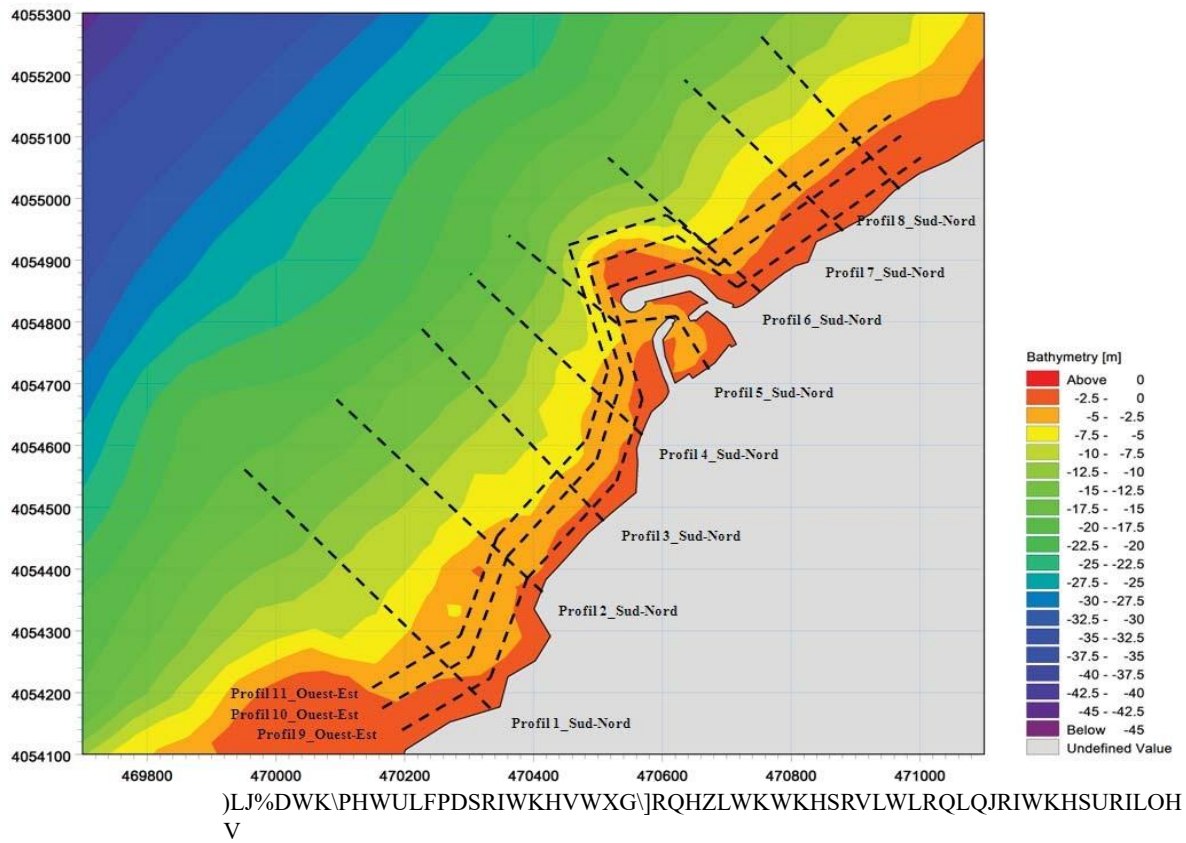 4055300
4055200
4055100
4055000
4054900
4054800
4054700
4054600
4054500
4054400
4054300
4054200
4054100
469800 470000 470200 470400 470600 470800 471000
Profil 8_Sud-Nord
Profil 7_Sud-Nord
Profil 6_Sud-Nord
Profil 5_Sud-Nord
Profil 4_Sud-Nord
Profil 3_Sud-Nord
Profil 2_Sud-Nord
Profil 11_Ouest-Est
Profil 10_Ouest-Est
Profil 9_Ouest-Est
Profil 1_Sud-Nord
Bathymetry [m]
Above 0
-2.5 - 0
-5 - -2.5
-7.5 - -5
-10 - -7.5
-12.5 - -10
-15 - -12.5
-17.5 - -15
-20 - -17.5
-22.5 - -20
-25 - -22.5
-27.5 - -25
-30 - -27.5
-32.5 - -30
-35 - -32.5
-37.5 - -35
-40 - -37.5
-42.5 - -40
-45 - -42.5
Below -45
Undefined Value
)LJ%DWK\PHWULFPDSRIWKHVWXG\]RQHZLWKWKHSRVLWLRQLQJRIWKHSURILOH
V